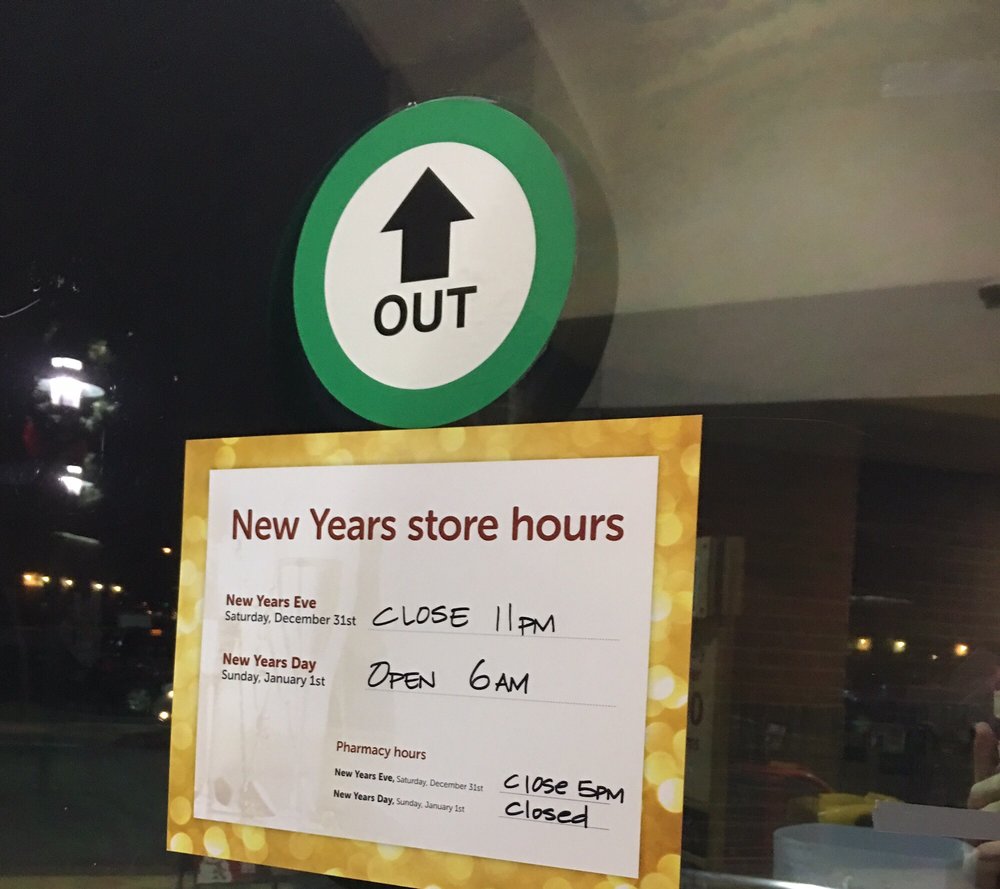 OUT
New Years store hours
New Years Eve
Saturday, December 31st CLOSE 11PM
New Years Day
Sunday, January 1st OPEN 6AM
Pharmacy hours
New Years Eve, Saturday, December 31st Close 5PM
New Years Day, Sunday, January 1st Closed